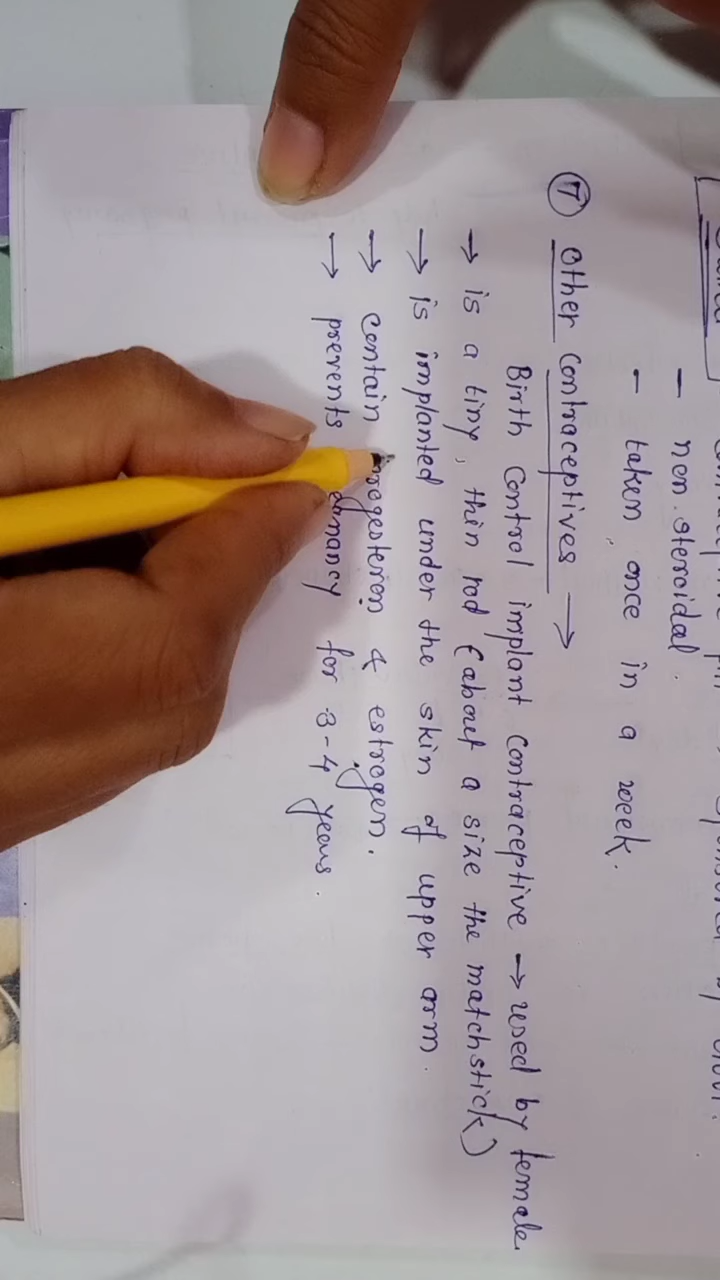 - non steroidal.
- taken once in a week.
⑦ Other Contraceptives →
Birth Control implant contraceptive → used by female
→ is a tiny, thin rod (about a size the matchstick)
→ is implanted under the skin of upper arm.
→ contain progesteron & estrogen.
→ prevents for 3-4 years.